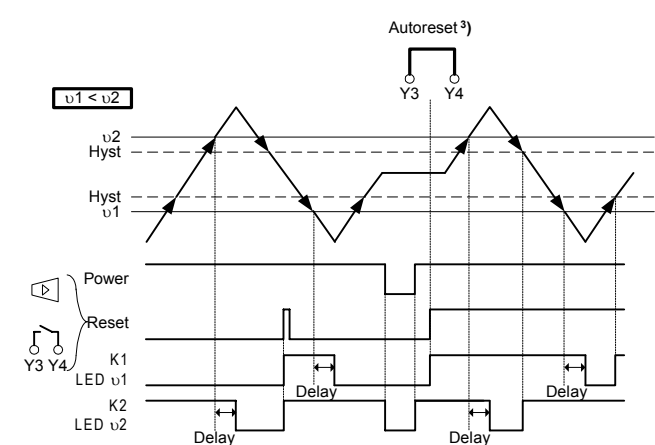 Autoreset ³⁾
Y3 Y4
υ1 < υ2
υ2
Hyst
Hyst
υ1
Power
Reset
Y3 Y4
K1
LED υ1
Delay
Delay
K2
LED υ2
Delay
Delay